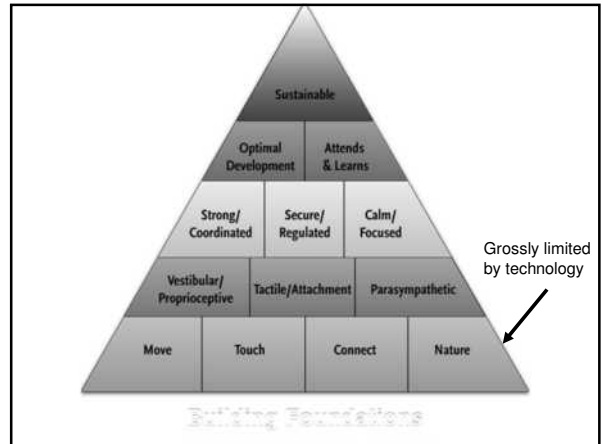 Sustainable
Optimal
Development
Attends
& Learns
Strong/
Coordinated
Secure/
Regulated
Calm/
Focused
Grossly limited
by technology
Vestibular/
Proprioceptive
Tactile/Attachment
Parasympathetic
Move
Touch
Connect
Nature
Building Foundations